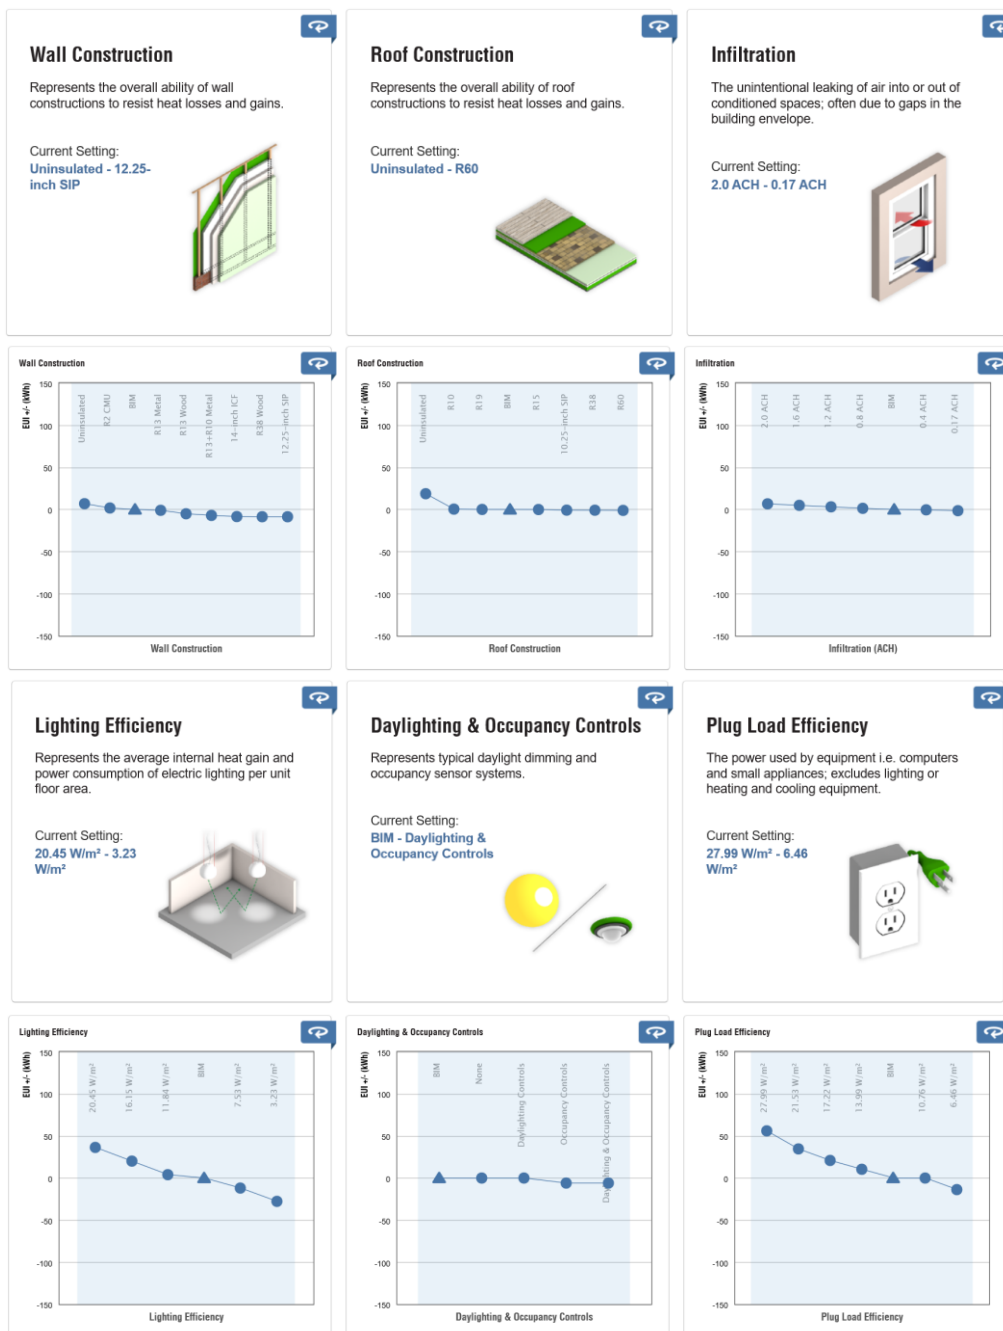 Wall Construction
Represents the overall ability of wall
constructions to resist heat losses and gains.
Current Setting:
Uninsulated - 12.25-
inch SIP
Roof Construction
Represents the overall ability of roof
constructions to resist heat losses and gains.
Current Setting:
Uninsulated - R60
Infiltration
The unintentional leaking of air into or out of
conditioned spaces; often due to gaps in the
building envelope.
Current Setting:
2.0 ACH - 0.17 ACH
Wall Construction
EUI +/- (kWh)
150
100
50
0
-50
-100
-150
Uninsulated
R2 CMU
BIM
R13 Metal
R13 Wood
R13+R10 Metal
14-inch ICF
R38 Wood
12.25-inch SIP
Wall Construction
Roof Construction
EUI +/- (kWh)
150
100
50
0
-50
-100
-150
Uninsulated
R10
R19
BIM
R15
10.25-inch SIP
R38
R60
Roof Construction
Infiltration
EUI +/- (kWh)
150
100
50
0
-50
-100
-150
2.0 ACH
1.6 ACH
1.2 ACH
0.8 ACH
BIM
0.4 ACH
0.17 ACH
Infiltration (ACH)
Lighting Efficiency
Represents the average internal heat gain and
power consumption of electric lighting per unit
floor area.
Current Setting:
20.45 W/m² - 3.23
W/m²
Daylighting & Occupancy Controls
Represents typical daylight dimming and
occupancy sensor systems.
Current Setting:
BIM - Daylighting &
Occupancy Controls
Plug Load Efficiency
The power used by equipment i.e. computers
and small appliances; excludes lighting or
heating and cooling equipment.
Current Setting:
27.99 W/m² - 6.46
W/m²
Lighting Efficiency
EUI +/- (kWh)
150
100
50
0
-50
-100
-150
20.45 W/m²
16.15 W/m²
11.84 W/m²
BIM
7.53 W/m²
3.23 W/m²
Lighting Efficiency
Daylighting & Occupancy Controls
EUI +/- (kWh)
150
100
50
0
-50
-100
-150
BIM
None
Daylighting Controls
Occupancy Controls
Daylighting & Occupancy Controls
Daylighting & Occupancy Controls
Plug Load Efficiency
EUI +/- (kWh)
150
100
50
0
-50
-100
-150
27.99 W/m²
21.53 W/m²
17.22 W/m²
13.99 W/m²
BIM
10.76 W/m²
6.46 W/m²
Plug Load Efficiency